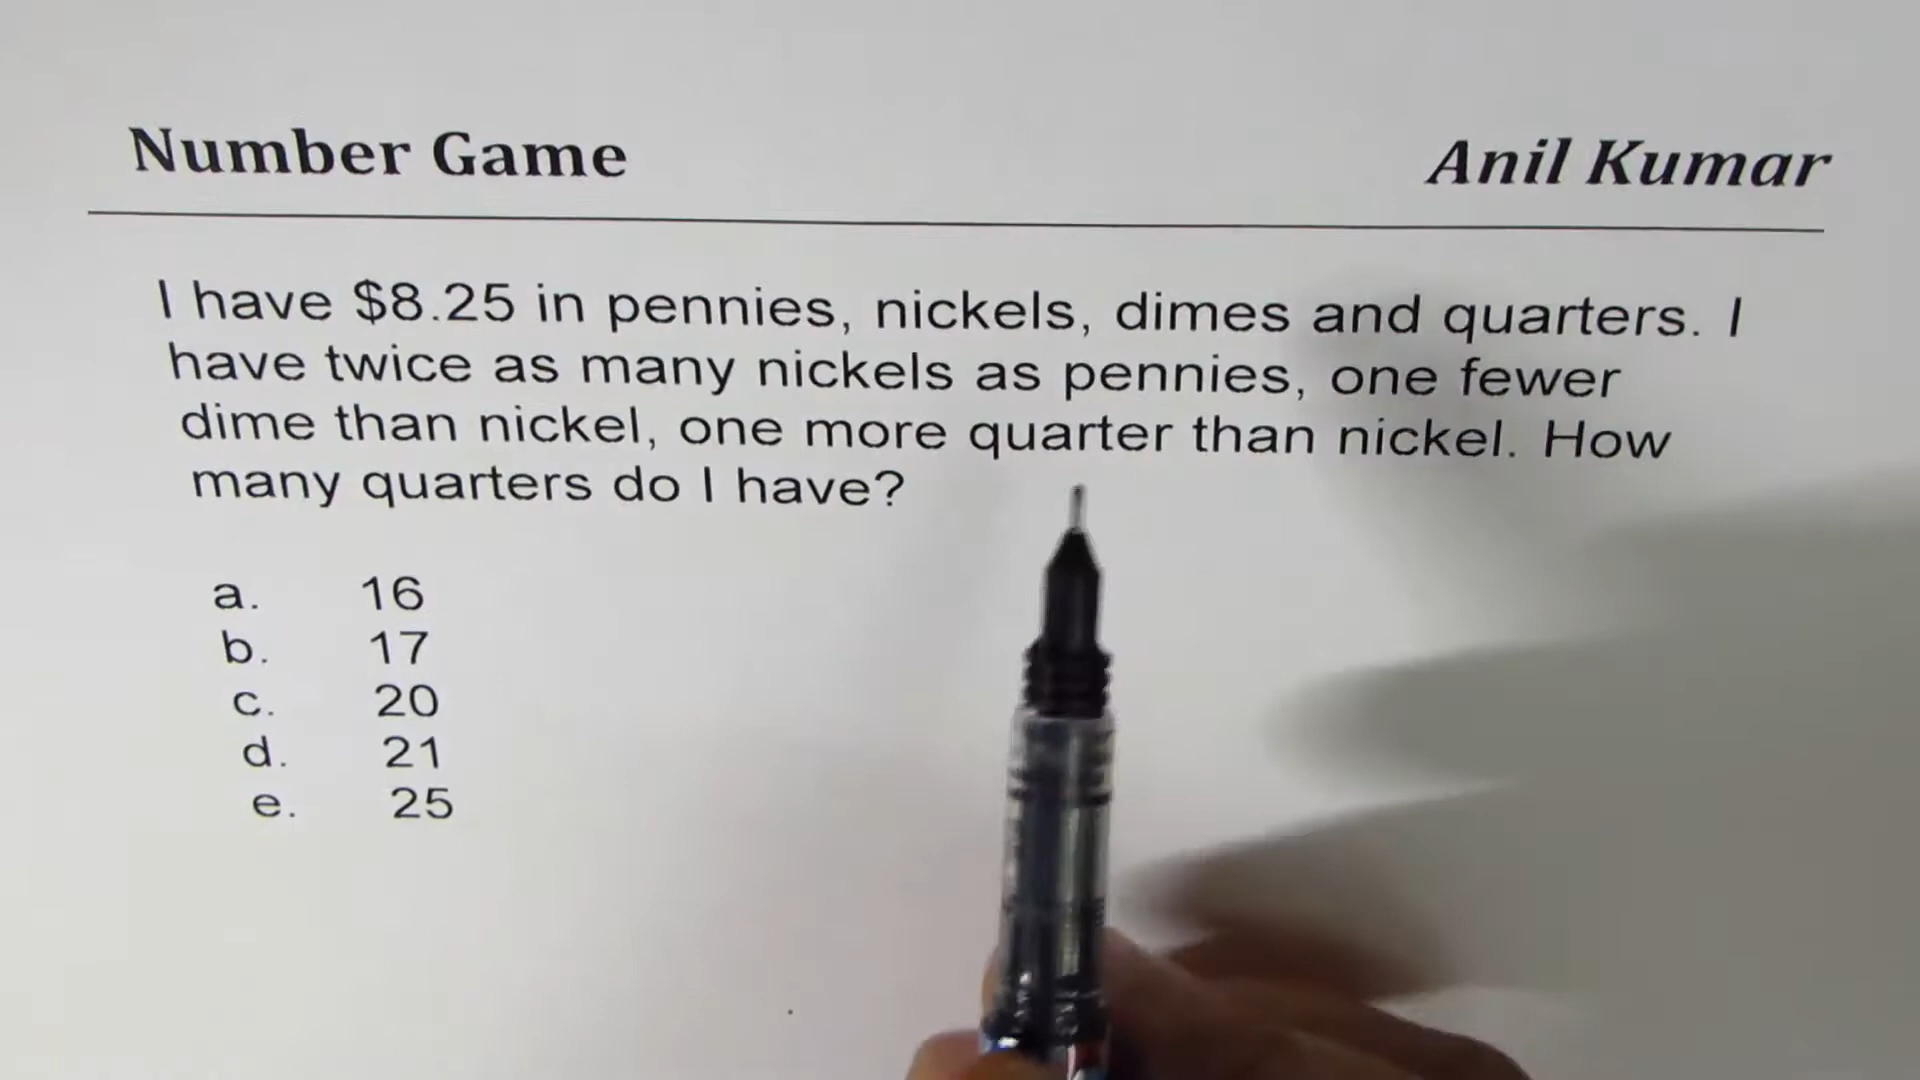 Number Game
Anil Kumar
I have $8.25 in pennies, nickels, dimes and quarters. I
have twice as many nickels as pennies, one fewer
dime than nickel, one more quarter than nickel. How
many quarters do I have?
a. 16
b. 17
c. 20
d. 21
e. 25